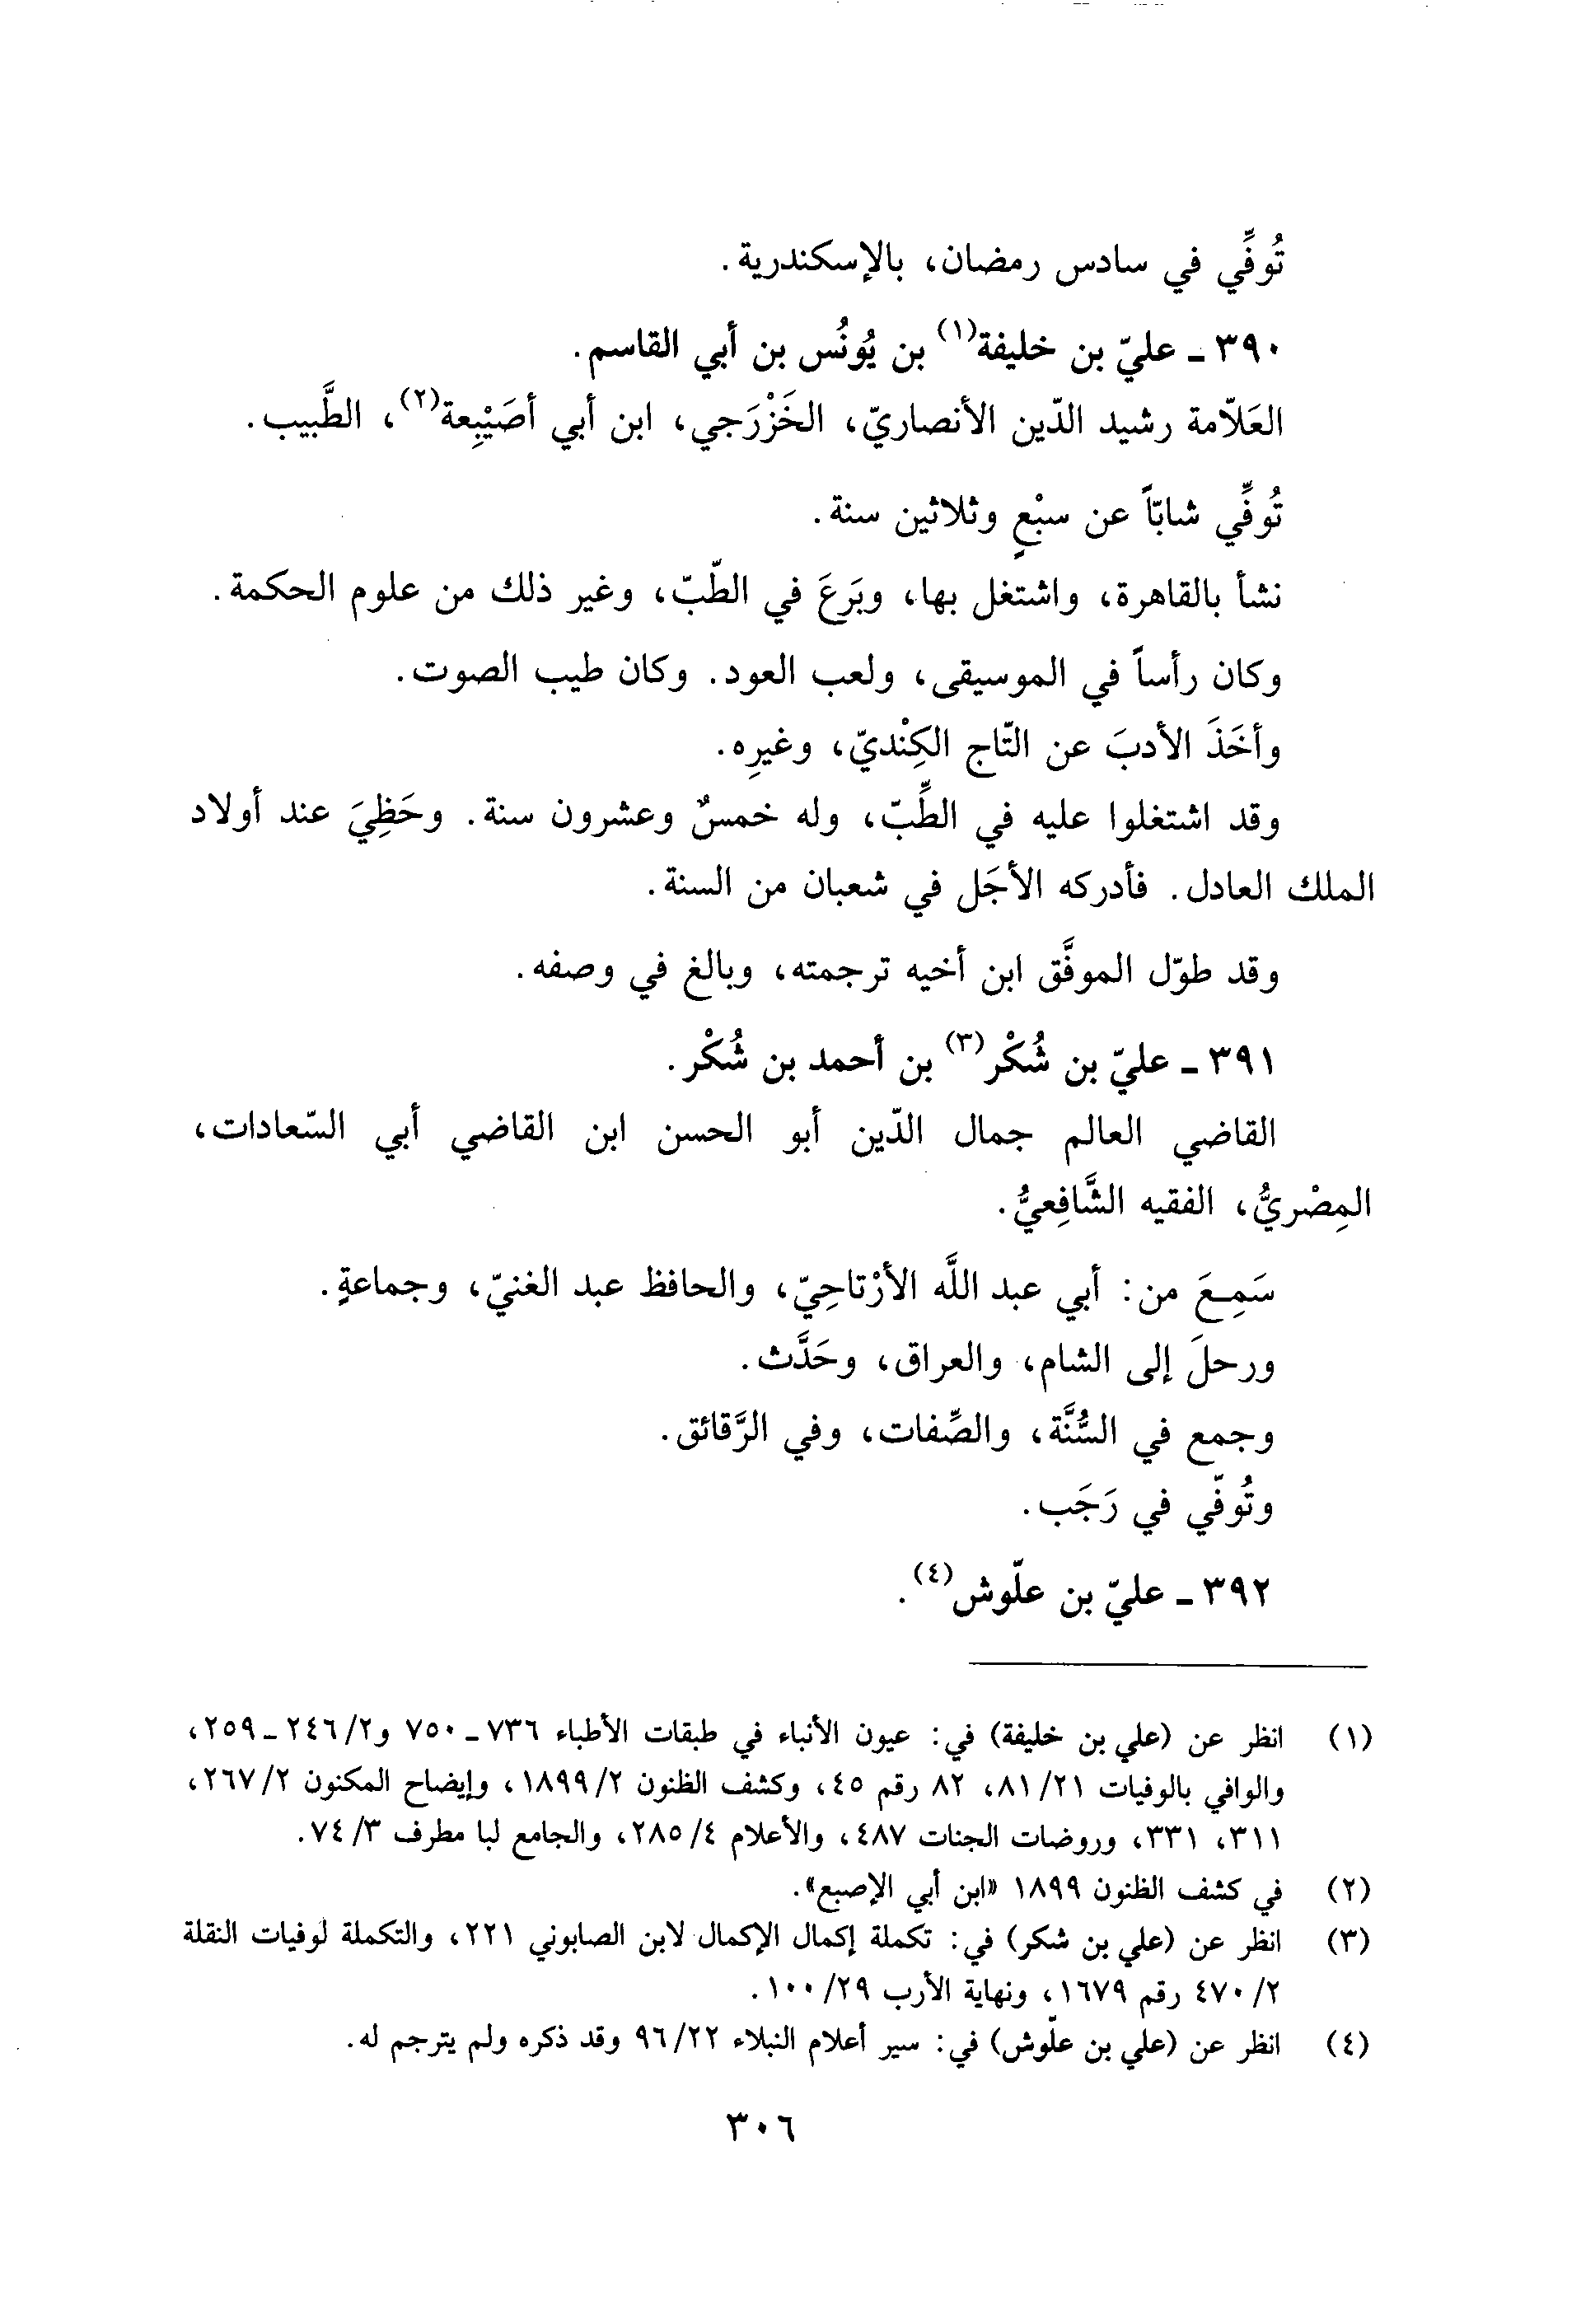 تُوفِّي في سادس رمضان، بالإسكندرية.
٣٩٠ ـ عليّ بن خليفة(١) بن يُونُس بن أبي القاسم.
العَلاّمة رشيد الدّين الأنصاريّ، الخَزْرَجي، ابن أبي أصَيْبِعة(٢)، الطَّبيب.
تُوفِّي شابّاً عن سبْعٍ وثلاثين سنة.
نشأ بالقاهرة، واشتغل بها، وبَرعَ في الطّبّ، وغير ذلك من علوم الحكمة.
وكان رأساً في الموسيقى، ولعب العود. وكان طيب الصوت.
وأخَذَ الأدبَ عن التّاج الكِنْديّ، وغيرِه.
وقد اشتغلوا عليه في الطِّبّ، وله خمسٌ وعشرون سنة. وحَظِيَ عند أولاد
الملك العادل. فأدركه الأجَل في شعبان من السنة.
وقد طوّل الموفَّق ابن أخيه ترجمته، وبالغ في وصفه.
٣٩١ ـ عليّ بن شُكْر(٣) بن أحمد بن شُكْر.
القاضي العالم جمال الدّين أبو الحسن ابن القاضي أبي السّعادات،
المِصْريُّ، الفقيه الشَّافِعيُّ.
سَمِعَ من: أبي عبد اللَّه الأرْتاحِيّ، والحافظ عبد الغنيّ، وجماعةٍ.
ورحلَ إلى الشام، والعراق، وحَدَّث.
وجمع في السُّنَّة، والصِّفات، وفي الرَّقائق.
وتُوفّي في رَجَب.
٣٩٢ ـ عليّ بن علّوش(٤).
(١) انظر عن (علي بن خليفة) في: عيون الأنباء في طبقات الأطباء ٧٣٦ ـ ٧٥٠ و٢/٢٤٦ ـ ٢٥٩،
والوافي بالوفيات ٢١/٨١، ٨٢ رقم ٤٥، وكشف الظنون ٢/١٨٩٩، وإيضاح المكنون ٢/٢٦٧،
٣١١، ٣٣١، وروضات الجنات ٤٨٧، والأعلام ٤/٢٨٥، والجامع لبا مطرف ٣/٧٤.
(٢) في كشف الظنون ١٨٩٩ «ابن أبي الإصبع».
(٣) انظر عن (علي بن شكر) في: تكملة إكمال الإكمال لابن الصابوني ٢٢١، والتكملة لوفيات النقلة
٢/٤٧٠ رقم ١٦٧٩، ونهاية الأرب ٢٩/١٠٠.
(٤) انظر عن (علي بن علّوش) في: سير أعلام النبلاء ٢٢/٩٦ وقد ذكره ولم يترجم له.
٣٠٦